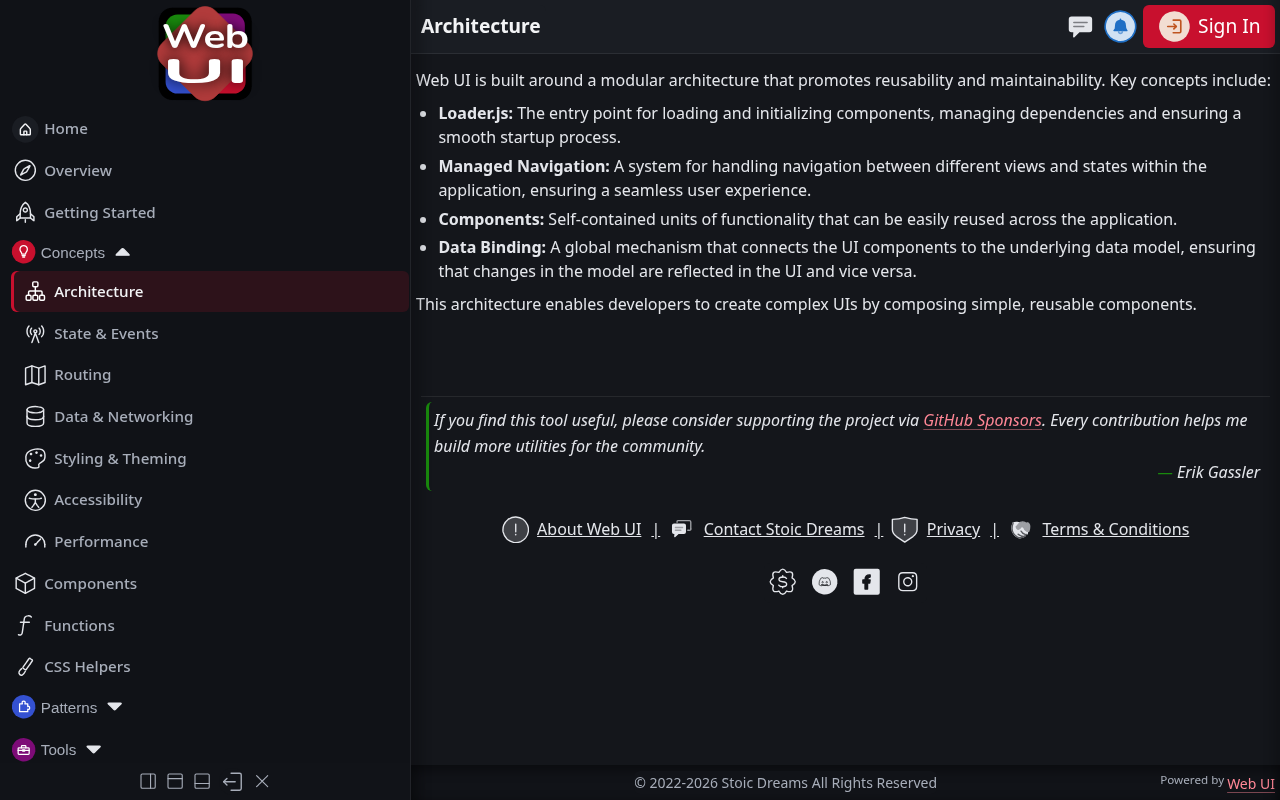 Web
UI
Home
Overview
Getting Started
Concepts
Architecture
State & Events
Routing
Data & Networking
Styling & Theming
Accessibility
Performance
Components
Functions
CSS Helpers
Patterns
Tools
Architecture
Sign In
Web UI is built around a modular architecture that promotes reusability and maintainability. Key concepts include:
Loader.js: The entry point for loading and initializing components, managing dependencies and ensuring a
smooth startup process.
Managed Navigation: A system for handling navigation between different views and states within the
application, ensuring a seamless user experience.
Components: Self-contained units of functionality that can be easily reused across the application.
Data Binding: A global mechanism that connects the UI components to the underlying data model, ensuring
that changes in the model are reflected in the UI and vice versa.
This architecture enables developers to create complex UIs by composing simple, reusable components.
If you find this tool useful, please consider supporting the project via GitHub Sponsors. Every contribution helps me
build more utilities for the community.
— Erik Gassler
About Web UI | Contact Stoic Dreams | Privacy | Terms & Conditions
© 2022-2026 Stoic Dreams All Rights Reserved
Powered by Web UI